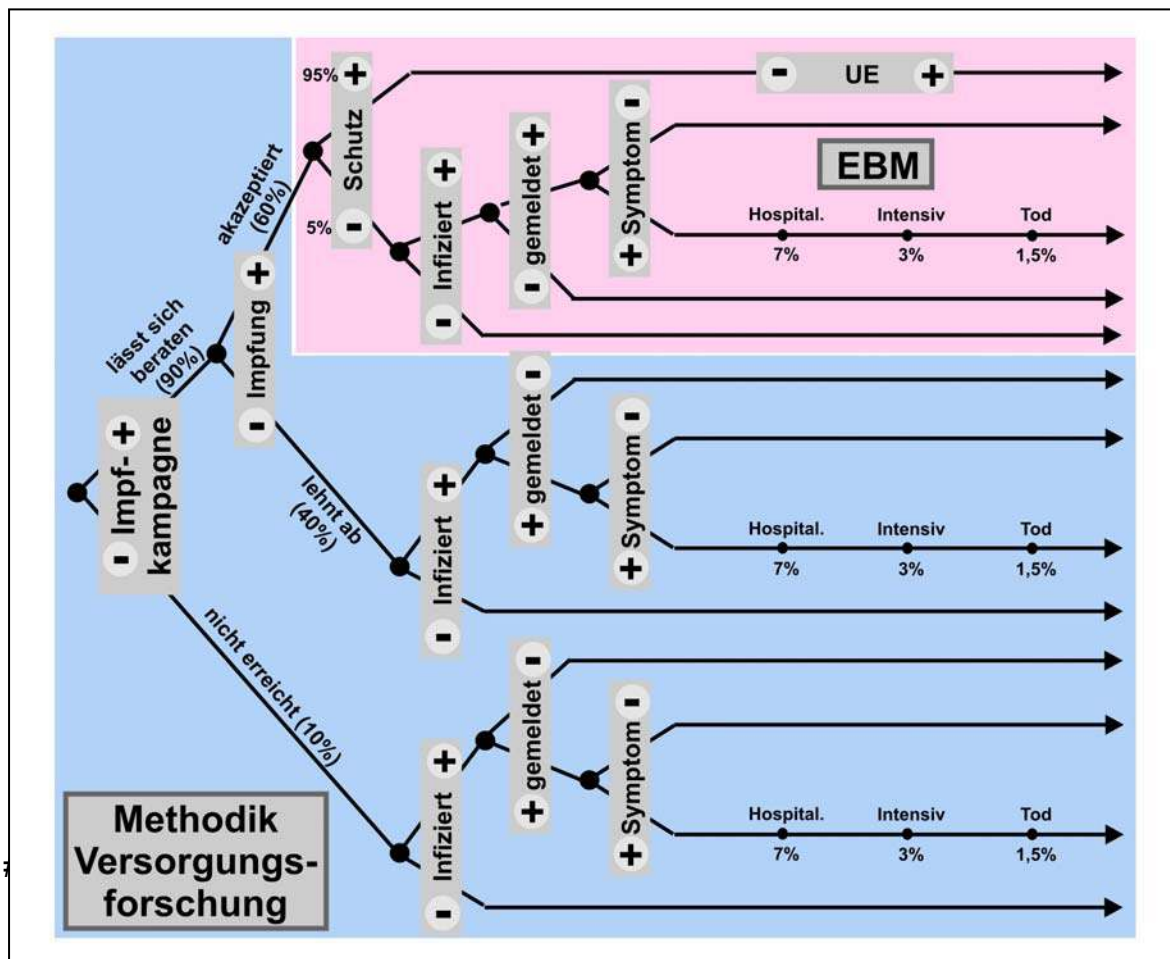 95% + Schutz - 5%
- UE +
EBM
+ Infiziert -
+ gemeldet -
- Symptom +
Hospital. Intensiv Tod
7% 3% 1,5%
akazeptiert
(60%)
+ Impfung -
lässt sich
beraten
(90%)
+ Impf- -
kampagne
lehnt ab
(40%)
+ Infiziert -
- gemeldet +
- Symptom +
Hospital. Intensiv Tod
7% 3% 1,5%
nicht erreicht (10%)
+ Infiziert -
- gemeldet +
- Symptom +
Hospital. Intensiv Tod
7% 3% 1,5%
Methodik
Versorgungs-
forschung